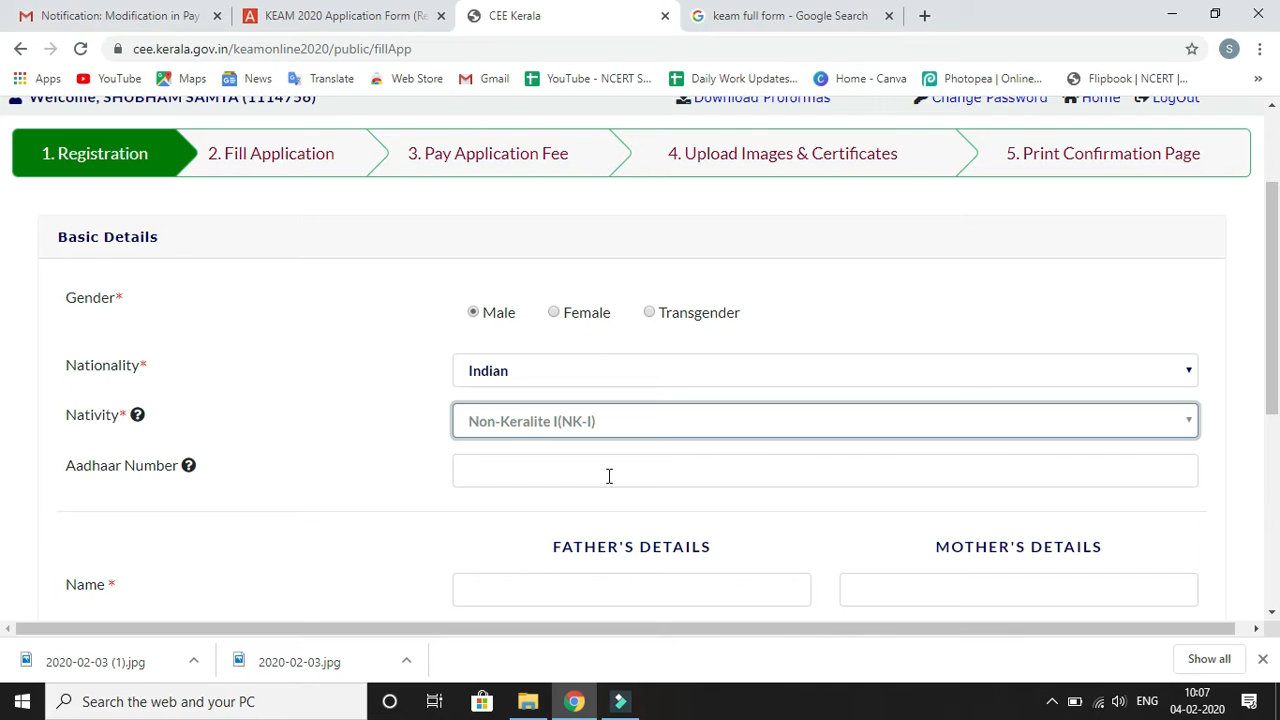 Notification: Modification in Pay
KEAM 2020 Application Form (Re
CEE Kerala
keam full form - Google Search
cee.kerala.gov.in/keamonline2020/public/fillApp
S
Apps
YouTube
Maps
News
Translate
Web Store
Gmail
YouTube - NCERT S...
Daily Work Updates...
Home - Canva
Photopea | Online...
Flipbook | NCERT |...
»
Welcome, SHUBHAM SAMTA (1114756)
Download Proformas
Change Password
Home
LogOut
1. Registration
2. Fill Application
3. Pay Application Fee
4. Upload Images & Certificates
5. Print Confirmation Page
Basic Details
Gender*
Male
Female
Transgender
Nationality*
Indian
Nativity*
Non-Keralite I(NK-I)
Aadhaar Number
FATHER'S DETAILS
MOTHER'S DETAILS
Name *
2020-02-03 (1).jpg
2020-02-03.jpg
Show all
Search the web and your PC
ENG
10:07
04-02-2020